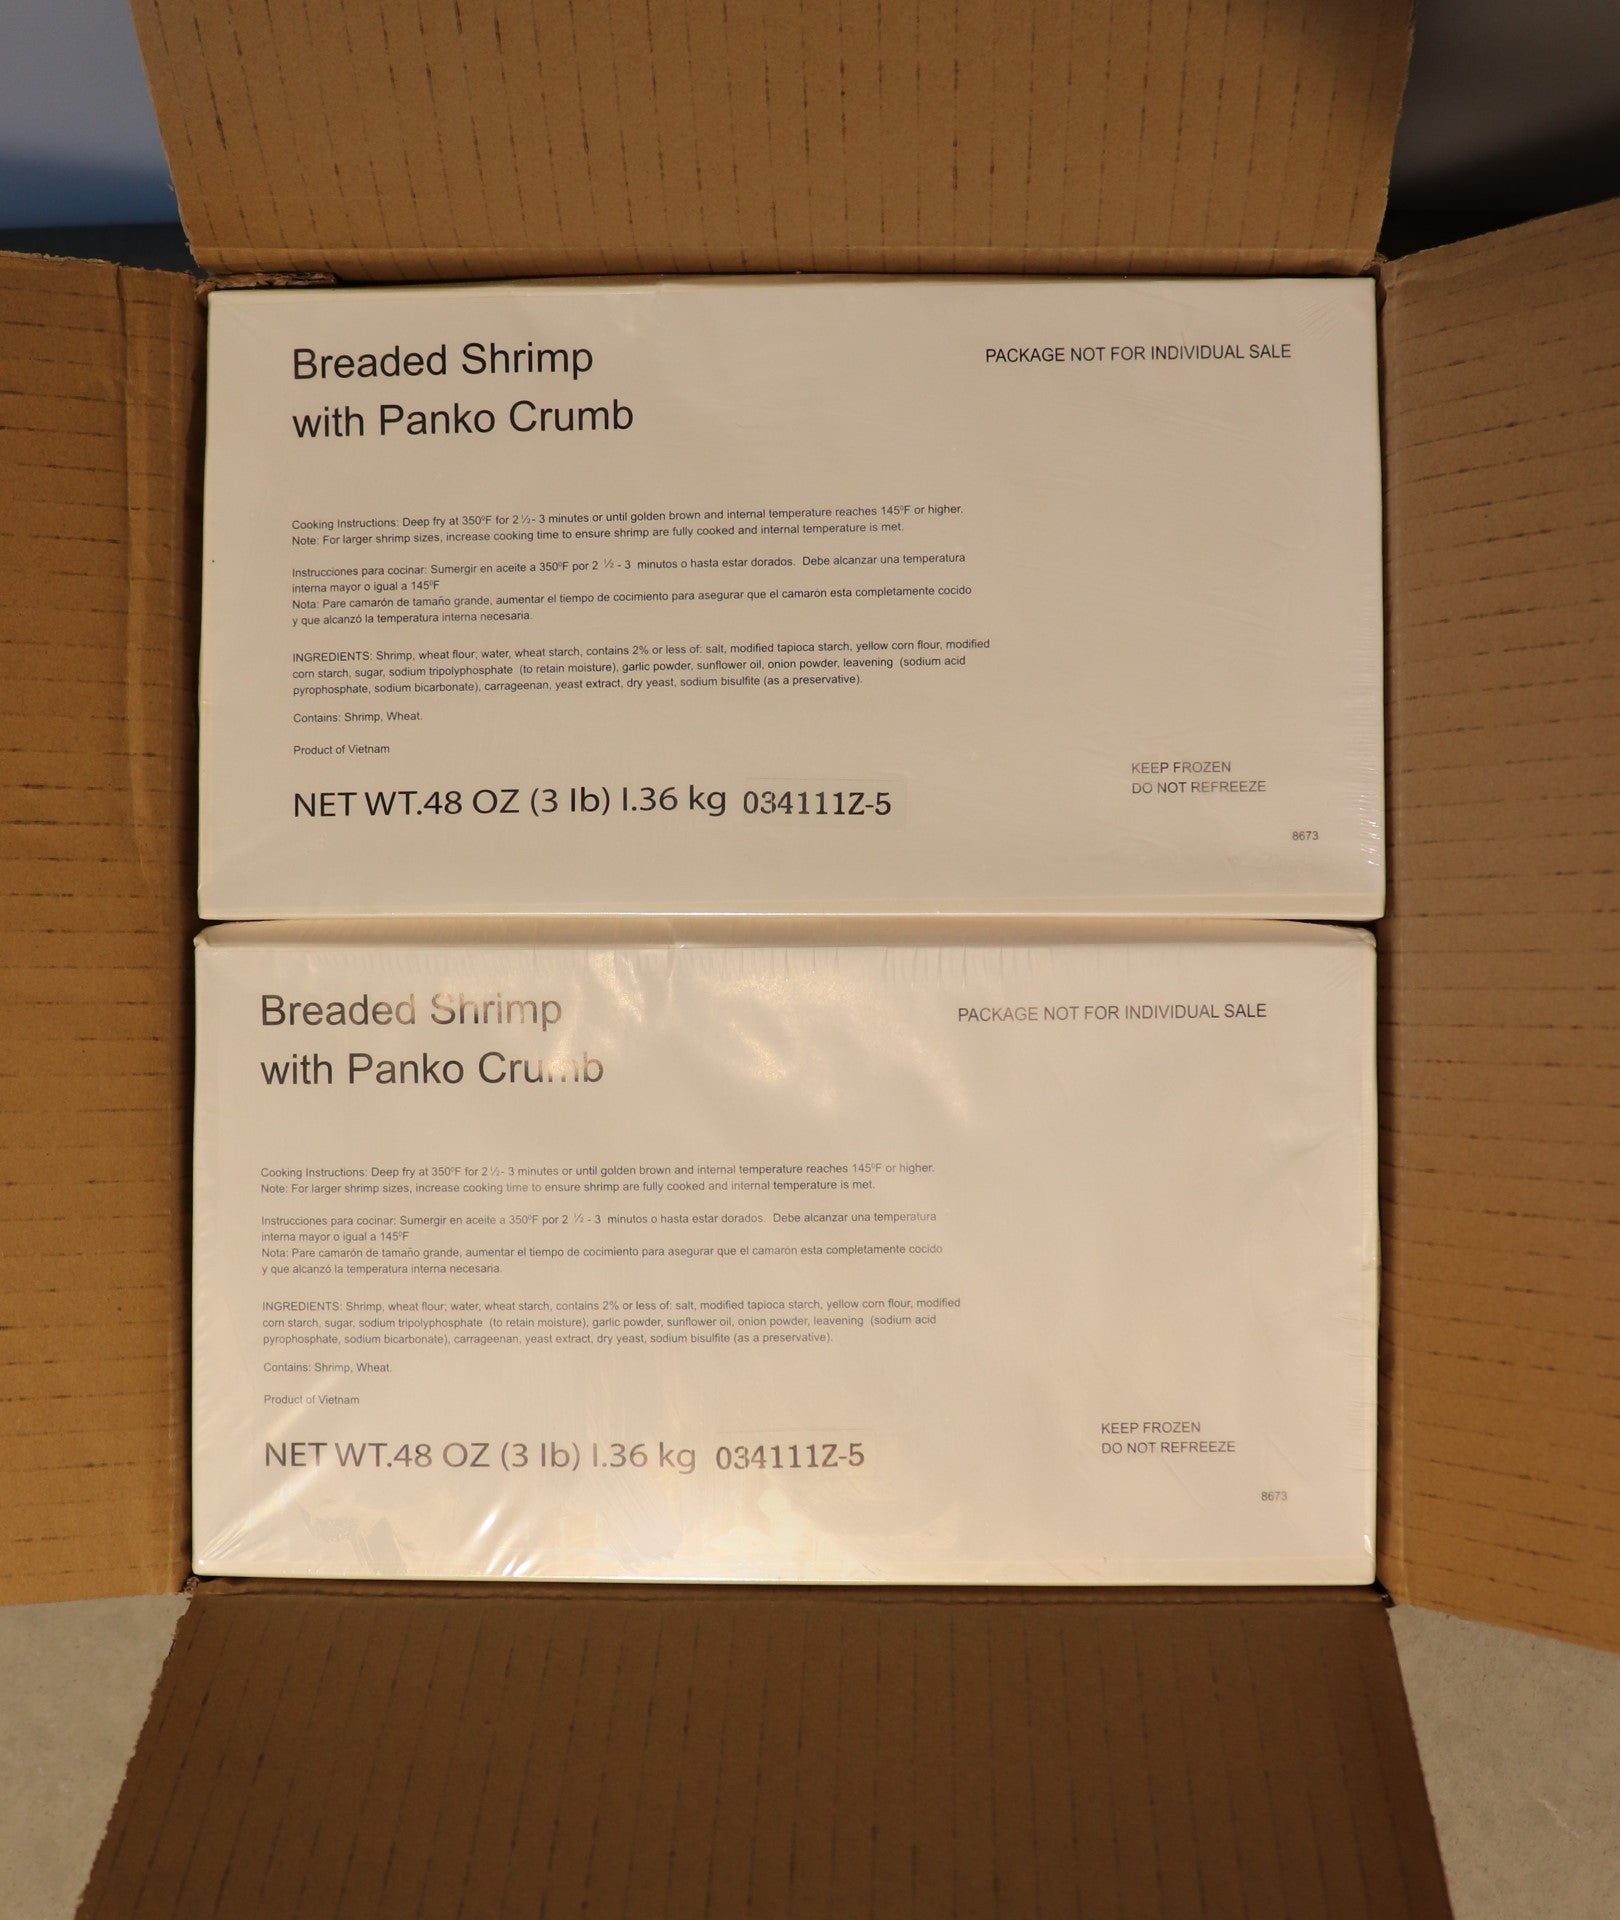 Breaded Shrimp
with Panko Crumb
PACKAGE NOT FOR INDIVIDUAL SALE
Cooking Instructions: Deep fry at 350ºF for 2 ½- 3 minutes or until golden brown and internal temperature reaches 145ºF or higher.
Note: For larger shrimp sizes, increase cooking time to ensure shrimp are fully cooked and internal temperature is met.
Instrucciones para cocinar: Sumergir en aceite a 350ºF por 2 ½ - 3 minutos o hasta estar dorados. Debe alcanzar una temperatura
interna mayor o igual a 145ºF
Nota: Pare camarón de tamaño grande, aumentar el tiempo de cocimiento para asegurar que el camarón esta completamente cocido
y que alcanzó la temperatura interna necesaria.
INGREDIENTS: Shrimp, wheat flour; water, wheat starch, contains 2% or less of: salt, modified tapioca starch, yellow corn flour, modified
corn starch, sugar, sodium tripolyphosphate (to retain moisture), garlic powder, sunflower oil, onion powder, leavening (sodium acid
pyrophosphate, sodium bicarbonate), carrageenan, yeast extract, dry yeast, sodium bisulfite (as a preservative).
Contains: Shrimp, Wheat.
Product of Vietnam
NET WT.48 OZ (3 lb) I.36 kg 034111Z-5
KEEP FROZEN
DO NOT REFREEZE
8673
Breaded Shrimp
with Panko Crumb
PACKAGE NOT FOR INDIVIDUAL SALE
Cooking Instructions: Deep fry at 350ºF for 2 ½- 3 minutes or until golden brown and internal temperature reaches 145ºF or higher.
Note: For larger shrimp sizes, increase cooking time to ensure shrimp are fully cooked and internal temperature is met.
Instrucciones para cocinar: Sumergir en aceite a 350ºF por 2 ½ - 3 minutos o hasta estar dorados. Debe alcanzar una temperatura
interna mayor o igual a 145ºF
Nota: Pare camarón de tamaño grande, aumentar el tiempo de cocimiento para asegurar que el camarón esta completamente cocido
y que alcanzó la temperatura interna necesaria.
INGREDIENTS: Shrimp, wheat flour; water, wheat starch, contains 2% or less of: salt, modified tapioca starch, yellow corn flour, modified
corn starch, sugar, sodium tripolyphosphate (to retain moisture), garlic powder, sunflower oil, onion powder, leavening (sodium acid
pyrophosphate, sodium bicarbonate), carrageenan, yeast extract, dry yeast, sodium bisulfite (as a preservative).
Contains: Shrimp, Wheat.
Product of Vietnam
NET WT.48 OZ (3 lb) I.36 kg 034111Z-5
KEEP FROZEN
DO NOT REFREEZE
8673